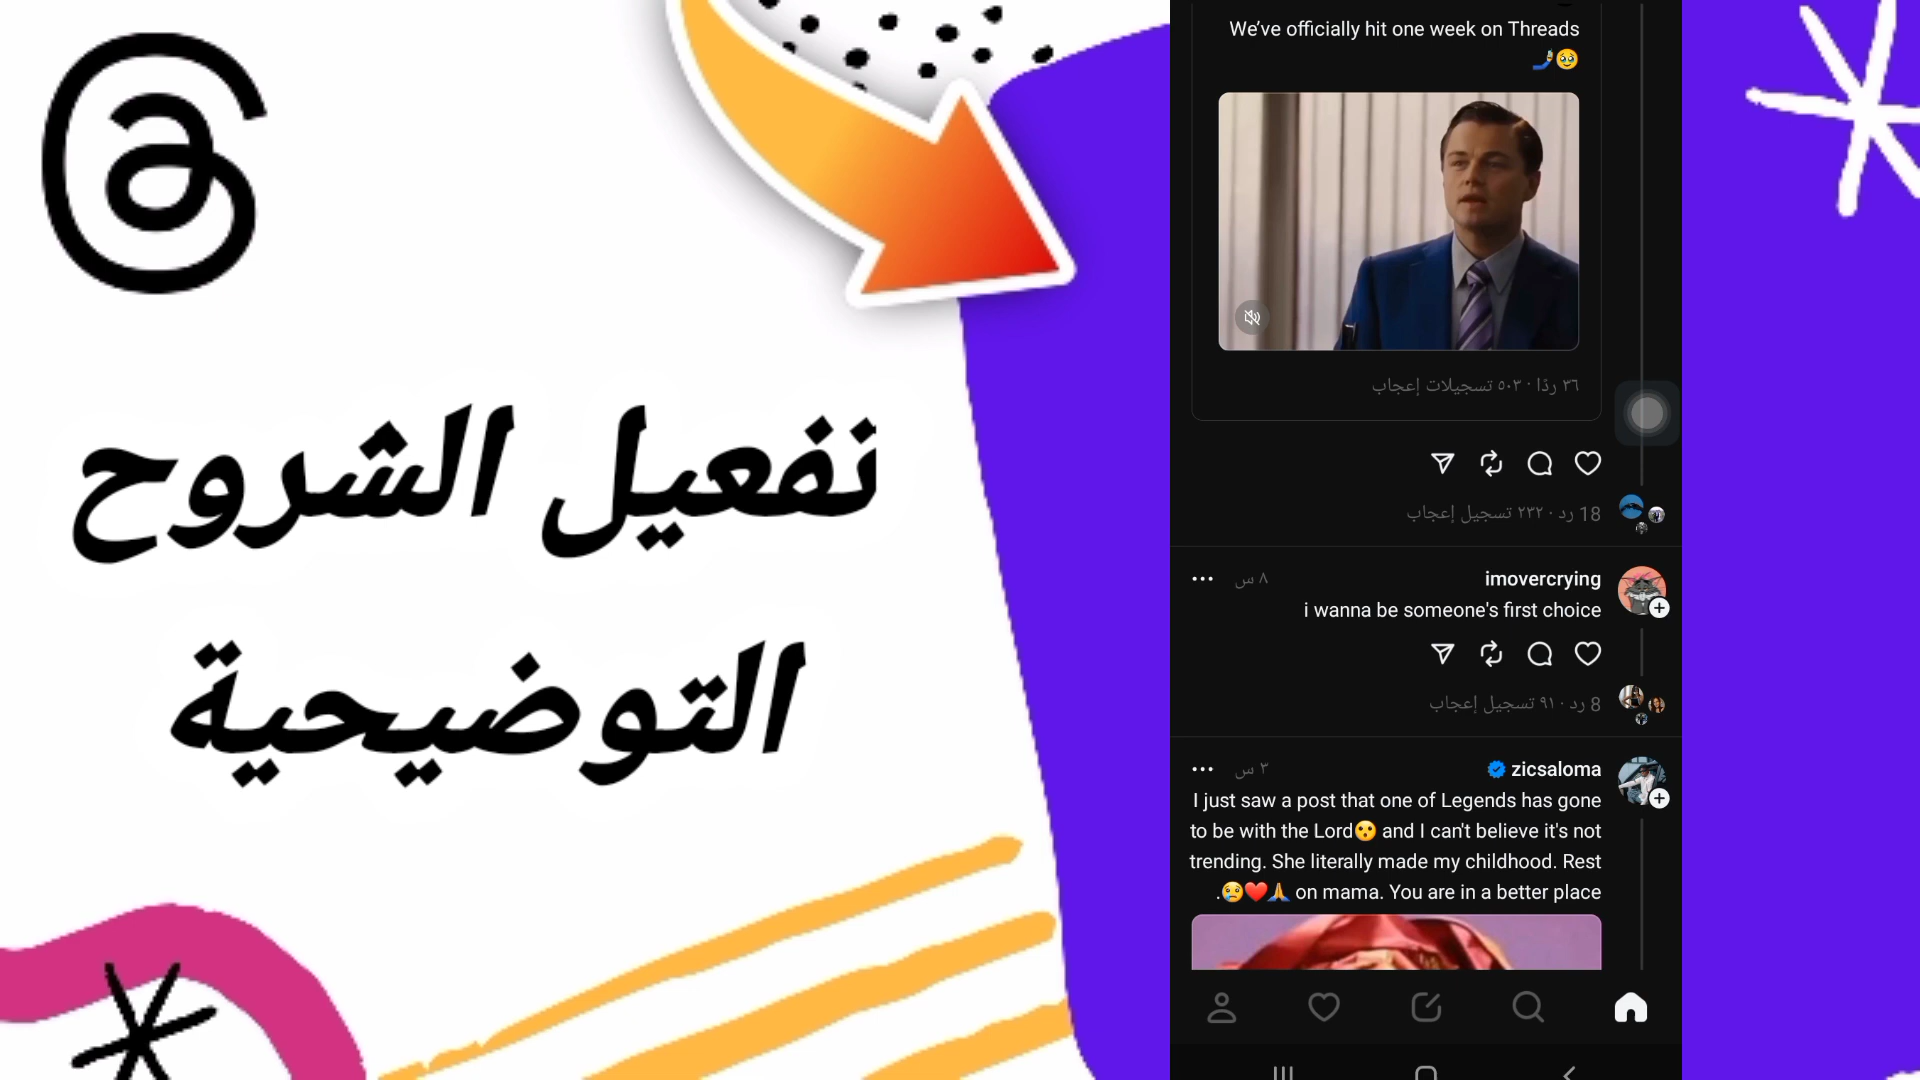 تفعيل الشروح
التوضيحية
We've officially hit one week on Threads
٣٦ ردًا · ٥٠٣ تسجيلات إعجاب
18 رد · ٢٣٢ تسجيل إعجاب
imovercrying
٨ س
i wanna be someone's first choice
8 رد · ٩١ تسجيل إعجاب
zicsaloma
٣ س
I just saw a post that one of Legends has gone
to be with the Lord😗 and I can't believe it's not
trending. She literally made my childhood. Rest
on mama. You are in a better place 🙏❤️😢.